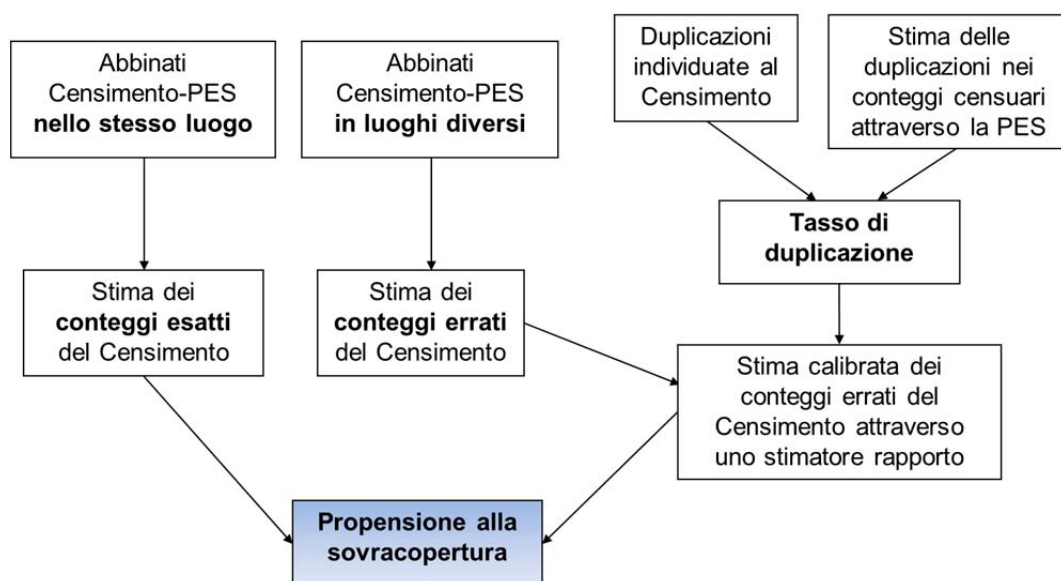 Abbinati
Censimento-PES
nello stesso luogo
Abbinati
Censimento-PES
in luoghi diversi
Duplicazioni
individuate al
Censimento
Stima delle
duplicazioni nei
conteggi censuari
attraverso la PES
Tasso di
duplicazione
Stima dei
conteggi esatti
del Censimento
Stima dei
conteggi errati
del Censimento
Stima calibrata dei
conteggi errati del
Censimento attraverso
uno stimatore rapporto
Propensione alla
sovracopertura